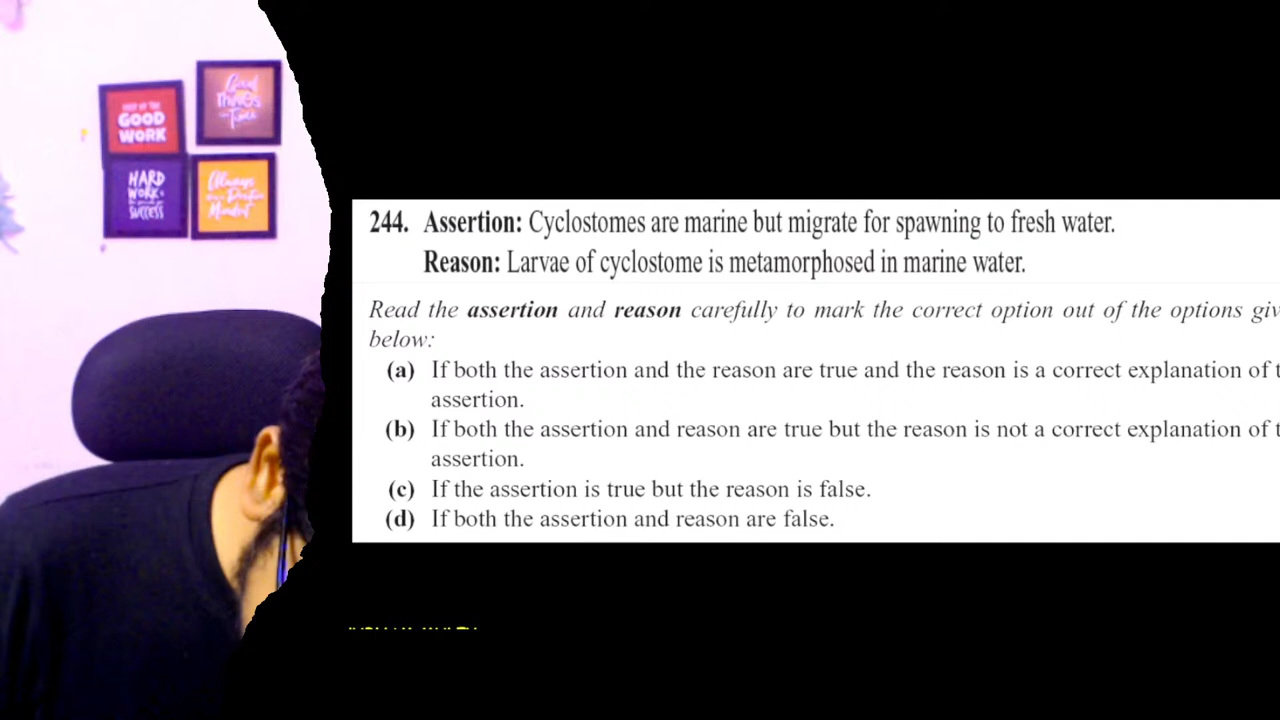 GOOD
WORK
Good
Things
Time
HARD
WORK
SUCCESS
Always
Mindset
244. Assertion: Cyclostomes are marine but migrate for spawning to fresh water.
Reason: Larvae of cyclostome is metamorphosed in marine water.
Read the assertion and reason carefully to mark the correct option out of the options giv
below:
(a) If both the assertion and the reason are true and the reason is a correct explanation of t
assertion.
(b) If both the assertion and reason are true but the reason is not a correct explanation of t
assertion.
(c) If the assertion is true but the reason is false.
(d) If both the assertion and reason are false.